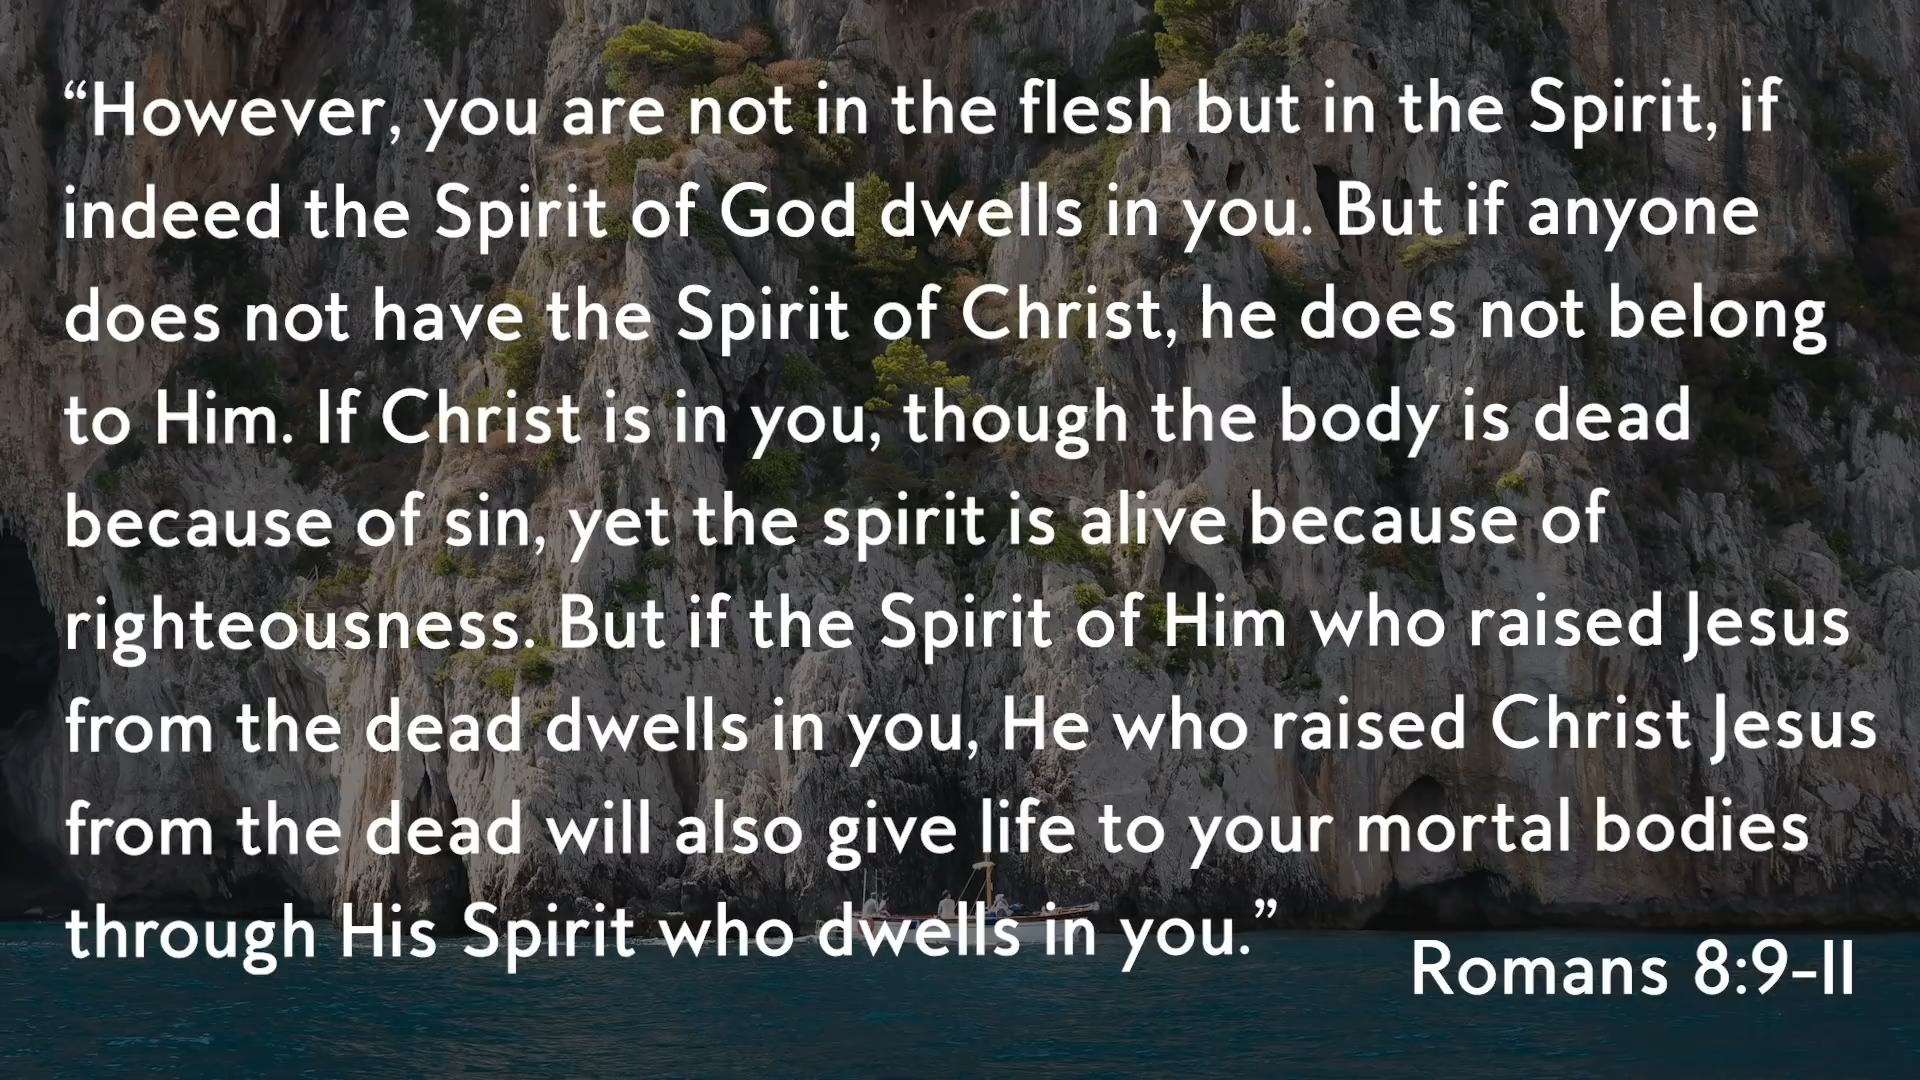 “However, you are not in the flesh but in the Spirit, if
indeed the Spirit of God dwells in you. But if anyone
does not have the Spirit of Christ, he does not belong
to Him. If Christ is in you, though the body is dead
because of sin, yet the spirit is alive because of
righteousness. But if the Spirit of Him who raised Jesus
from the dead dwells in you, He who raised Christ Jesus
from the dead will also give life to your mortal bodies
through His Spirit who dwells in you.”
Romans 8:9-11